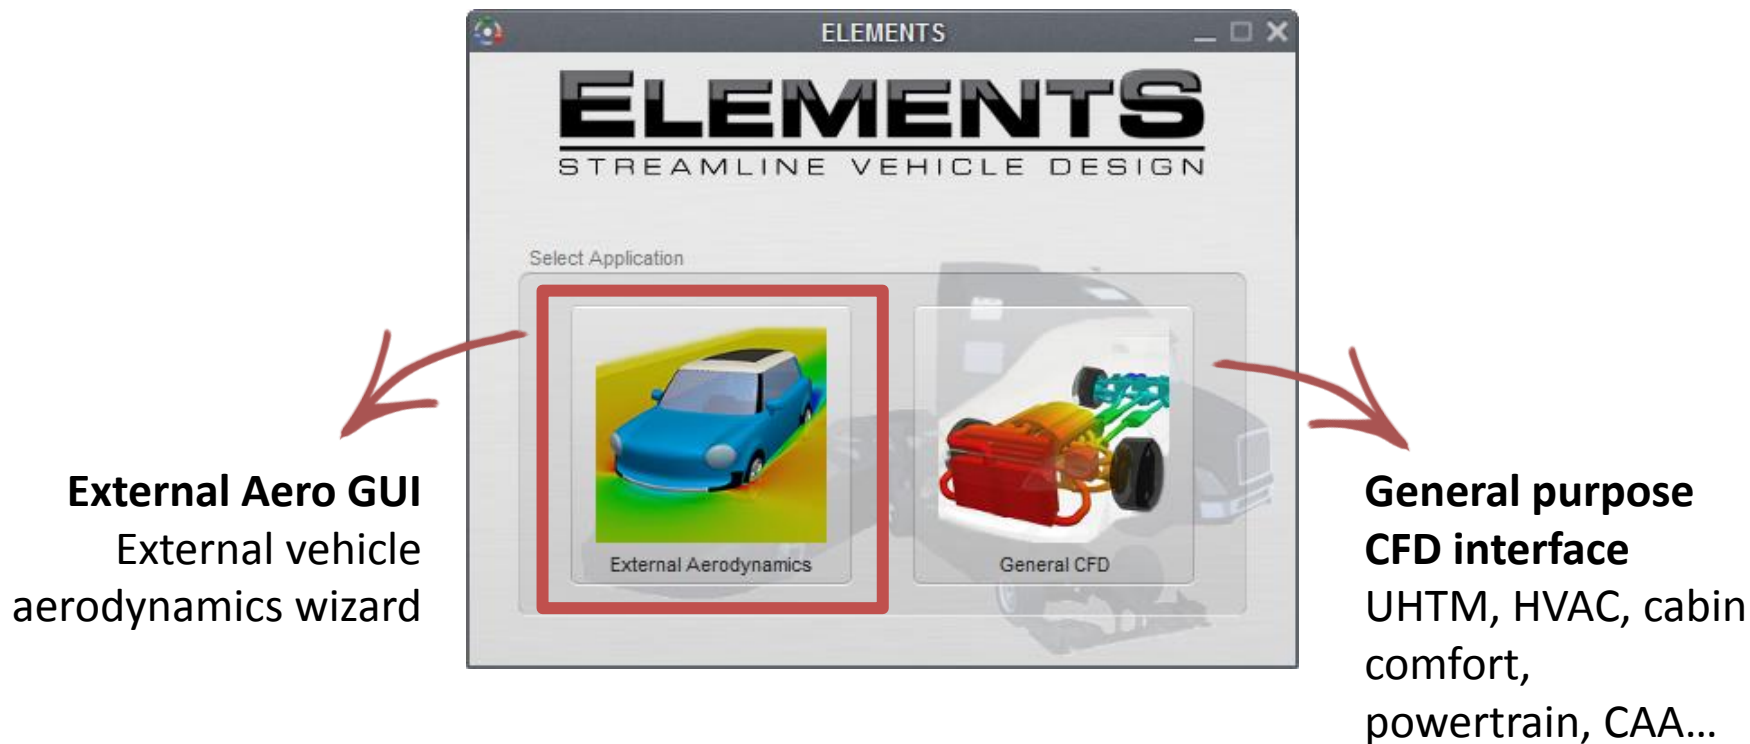 ELEMENTS
ELEMENTS
STREAMLINE VEHICLE DESIGN
Select Application
External Aerodynamics
General CFD
External Aero GUI
External vehicle
aerodynamics wizard
General purpose
CFD interface
UHTM, HVAC, cabin
comfort,
powertrain, CAA...